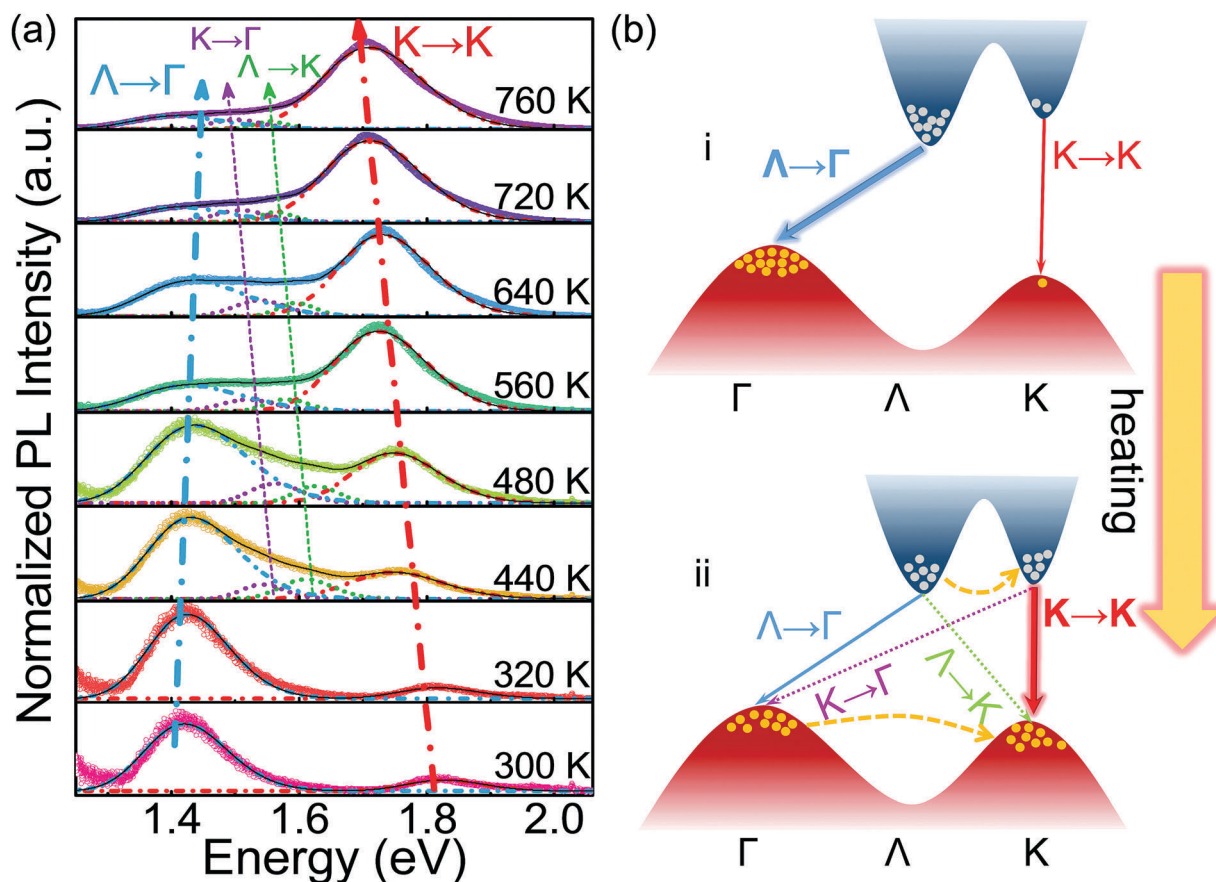 (a)
Normalized PL Intensity (a.u.)
Λ→Γ
K→Γ
Λ→K
K→K
760 K
720 K
640 K
560 K
480 K
440 K
320 K
300 K
1.4 1.6 1.8 2.0
Energy (eV)
(b)
i
Λ→Γ
K→K
Γ Λ K
heating
ii
Λ→Γ
K→Γ
Λ→K
K→K
Γ Λ K